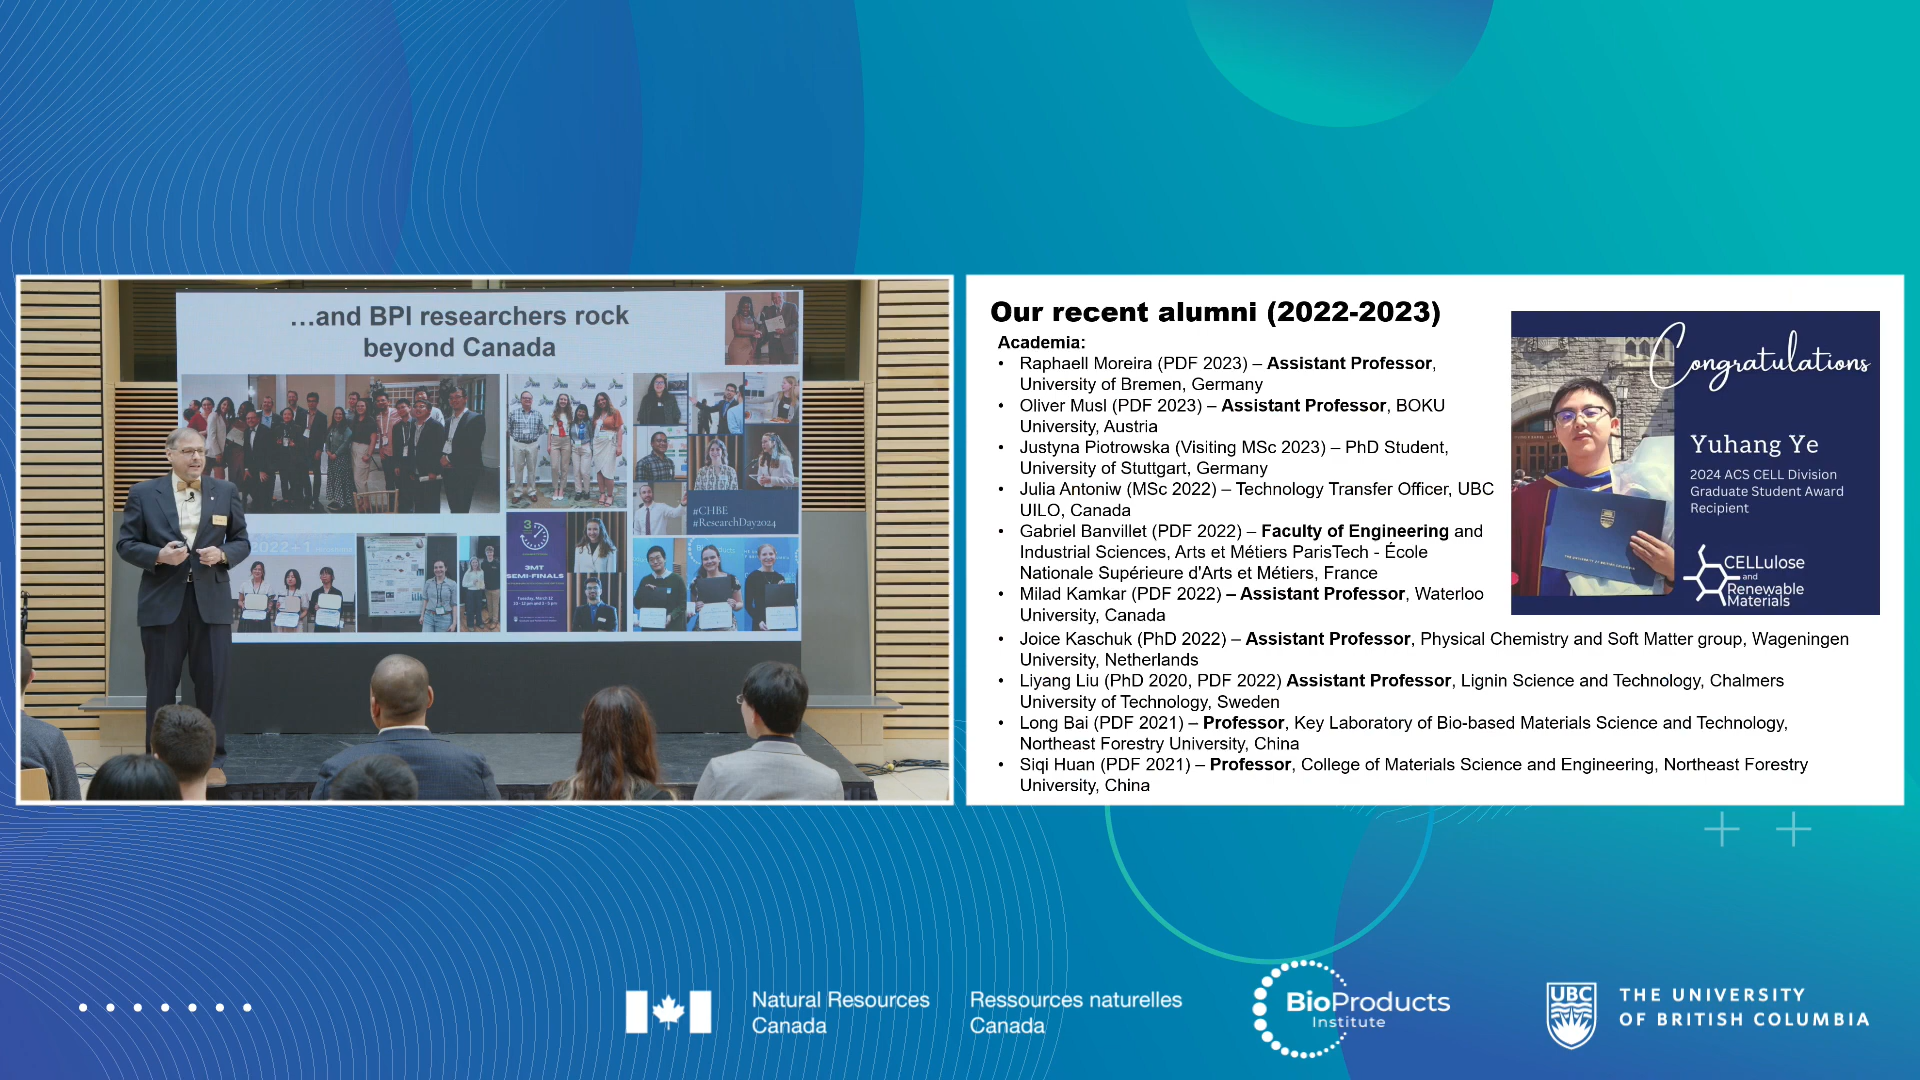 ...and BPI researchers rock
beyond Canada
#CHBE
#ResearchDay2024
2022+1
3MT
SEMI-FINALS
Tuesday, March 12
BioProducts
Our recent alumni (2022-2023)
Academia:
• Raphaell Moreira (PDF 2023) – Assistant Professor,
University of Bremen, Germany
• Oliver Musl (PDF 2023) – Assistant Professor, BOKU
University, Austria
• Justyna Piotrowska (Visiting MSc 2023) – PhD Student,
University of Stuttgart, Germany
• Julia Antoniw (MSc 2022) – Technology Transfer Officer, UBC
UILO, Canada
• Gabriel Banvillet (PDF 2022) – Faculty of Engineering and
Industrial Sciences, Arts et Métiers ParisTech - École
Nationale Supérieure d'Arts et Métiers, France
• Milad Kamkar (PDF 2022) – Assistant Professor, Waterloo
University, Canada
• Joice Kaschuk (PhD 2022) – Assistant Professor, Physical Chemistry and Soft Matter group, Wageningen
University, Netherlands
• Liyang Liu (PhD 2020, PDF 2022) Assistant Professor, Lignin Science and Technology, Chalmers
University of Technology, Sweden
• Long Bai (PDF 2021) – Professor, Key Laboratory of Bio-based Materials Science and Technology,
Northeast Forestry University, China
• Siqi Huan (PDF 2021) – Professor, College of Materials Science and Engineering, Northeast Forestry
University, China
Congratulations
Yuhang Ye
2024 ACS CELL Division
Graduate Student Award
Recipient
CELLulose
and
Renewable
Materials
Natural Resources
Canada
Ressources naturelles
Canada
BioProducts
Institute
UBC
THE UNIVERSITY
OF BRITISH COLUMBIA